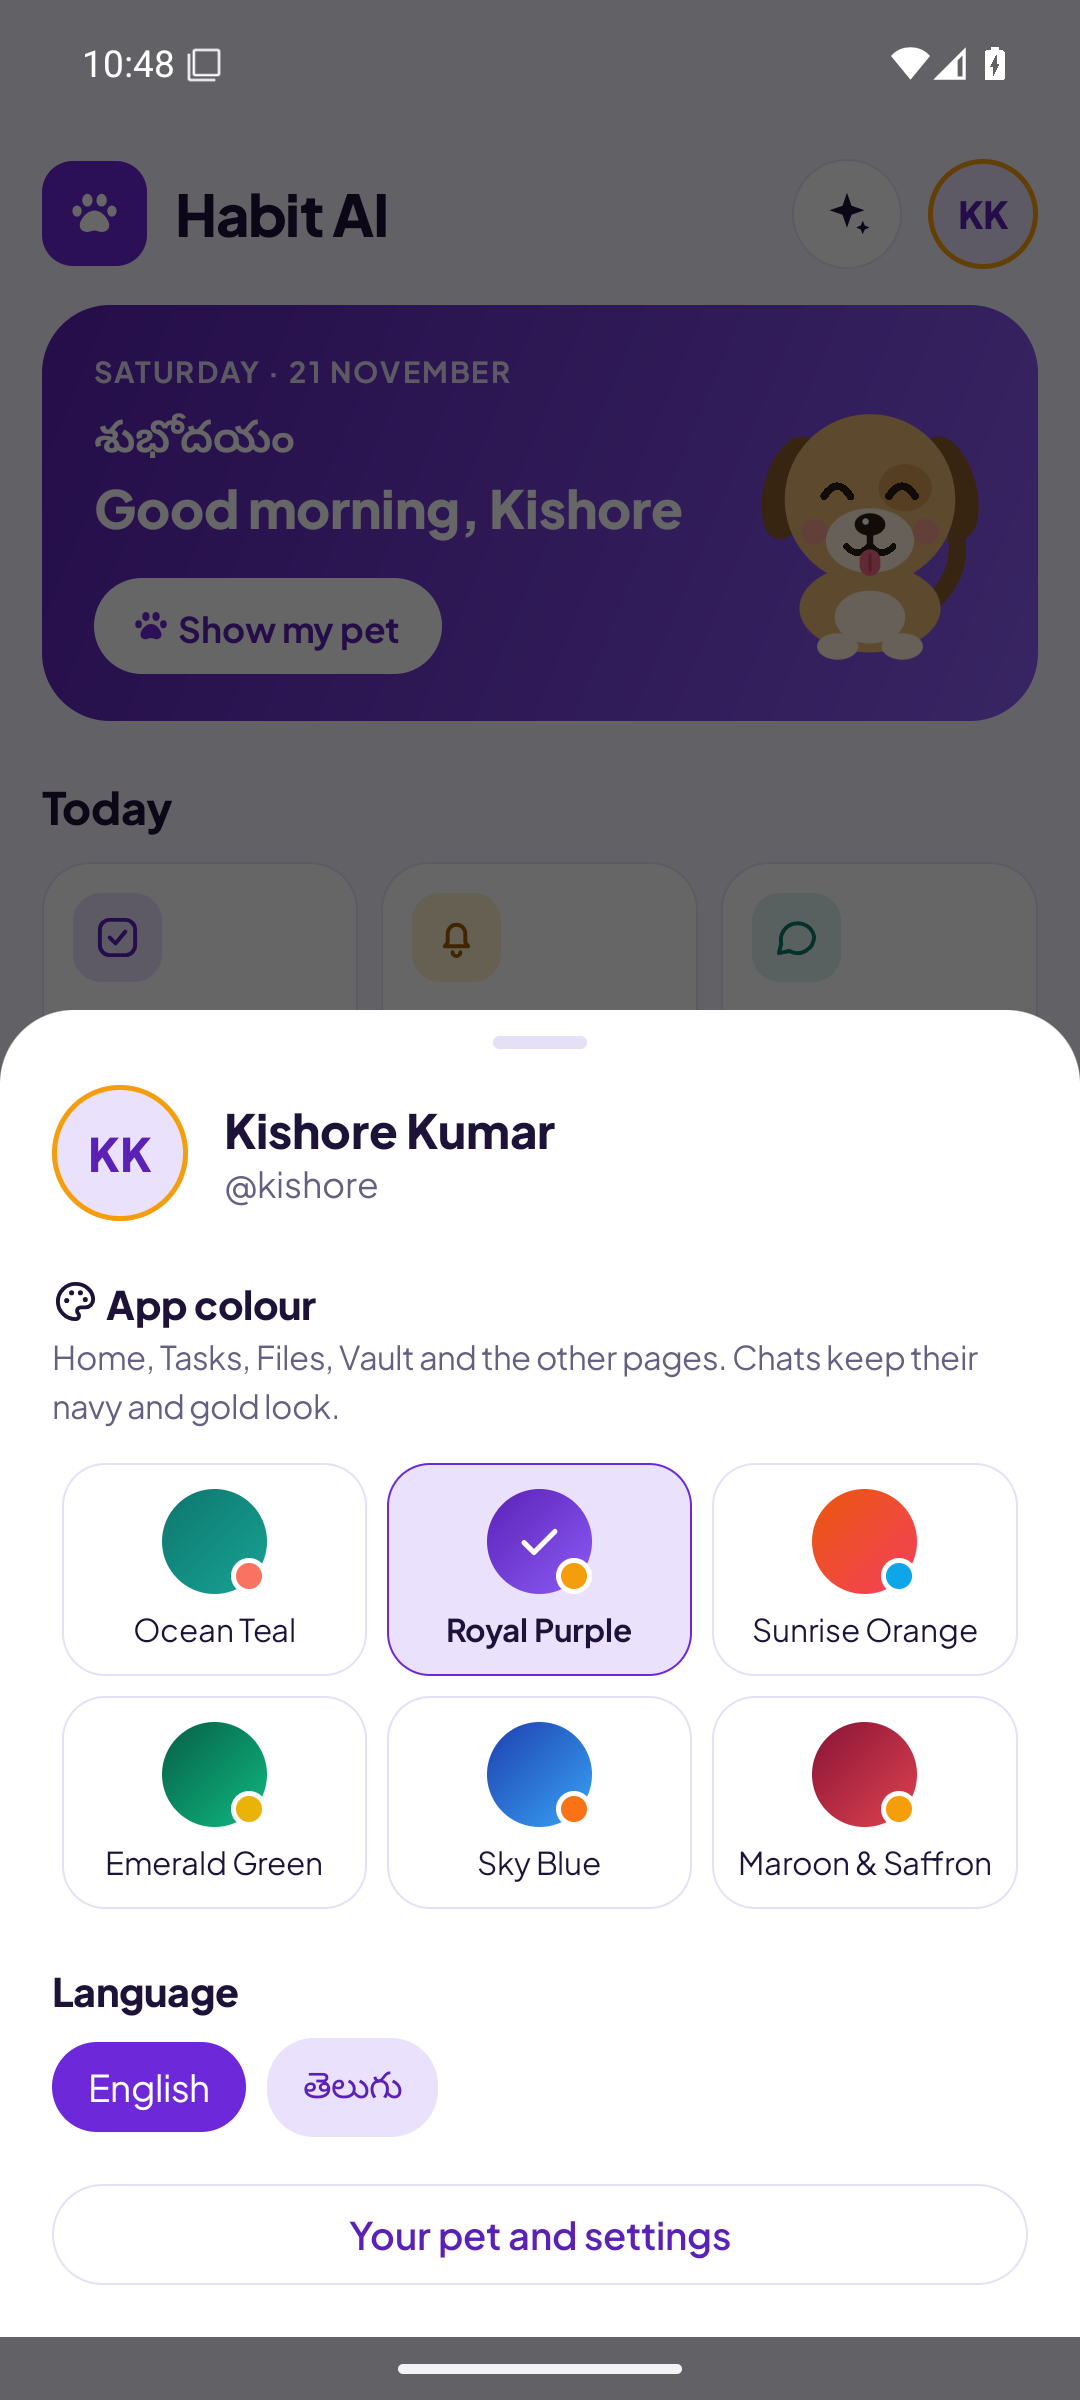 10:48
Habit AI
KK
SATURDAY · 21 NOVEMBER
శుభోదయం
Good morning, Kishore
Show my pet
Today
KK
Kishore Kumar
@kishore
App colour
Home, Tasks, Files, Vault and the other pages. Chats keep their
navy and gold look.
Ocean Teal
Royal Purple
Sunrise Orange
Emerald Green
Sky Blue
Maroon & Saffron
Language
English
తెలుగు
Your pet and settings